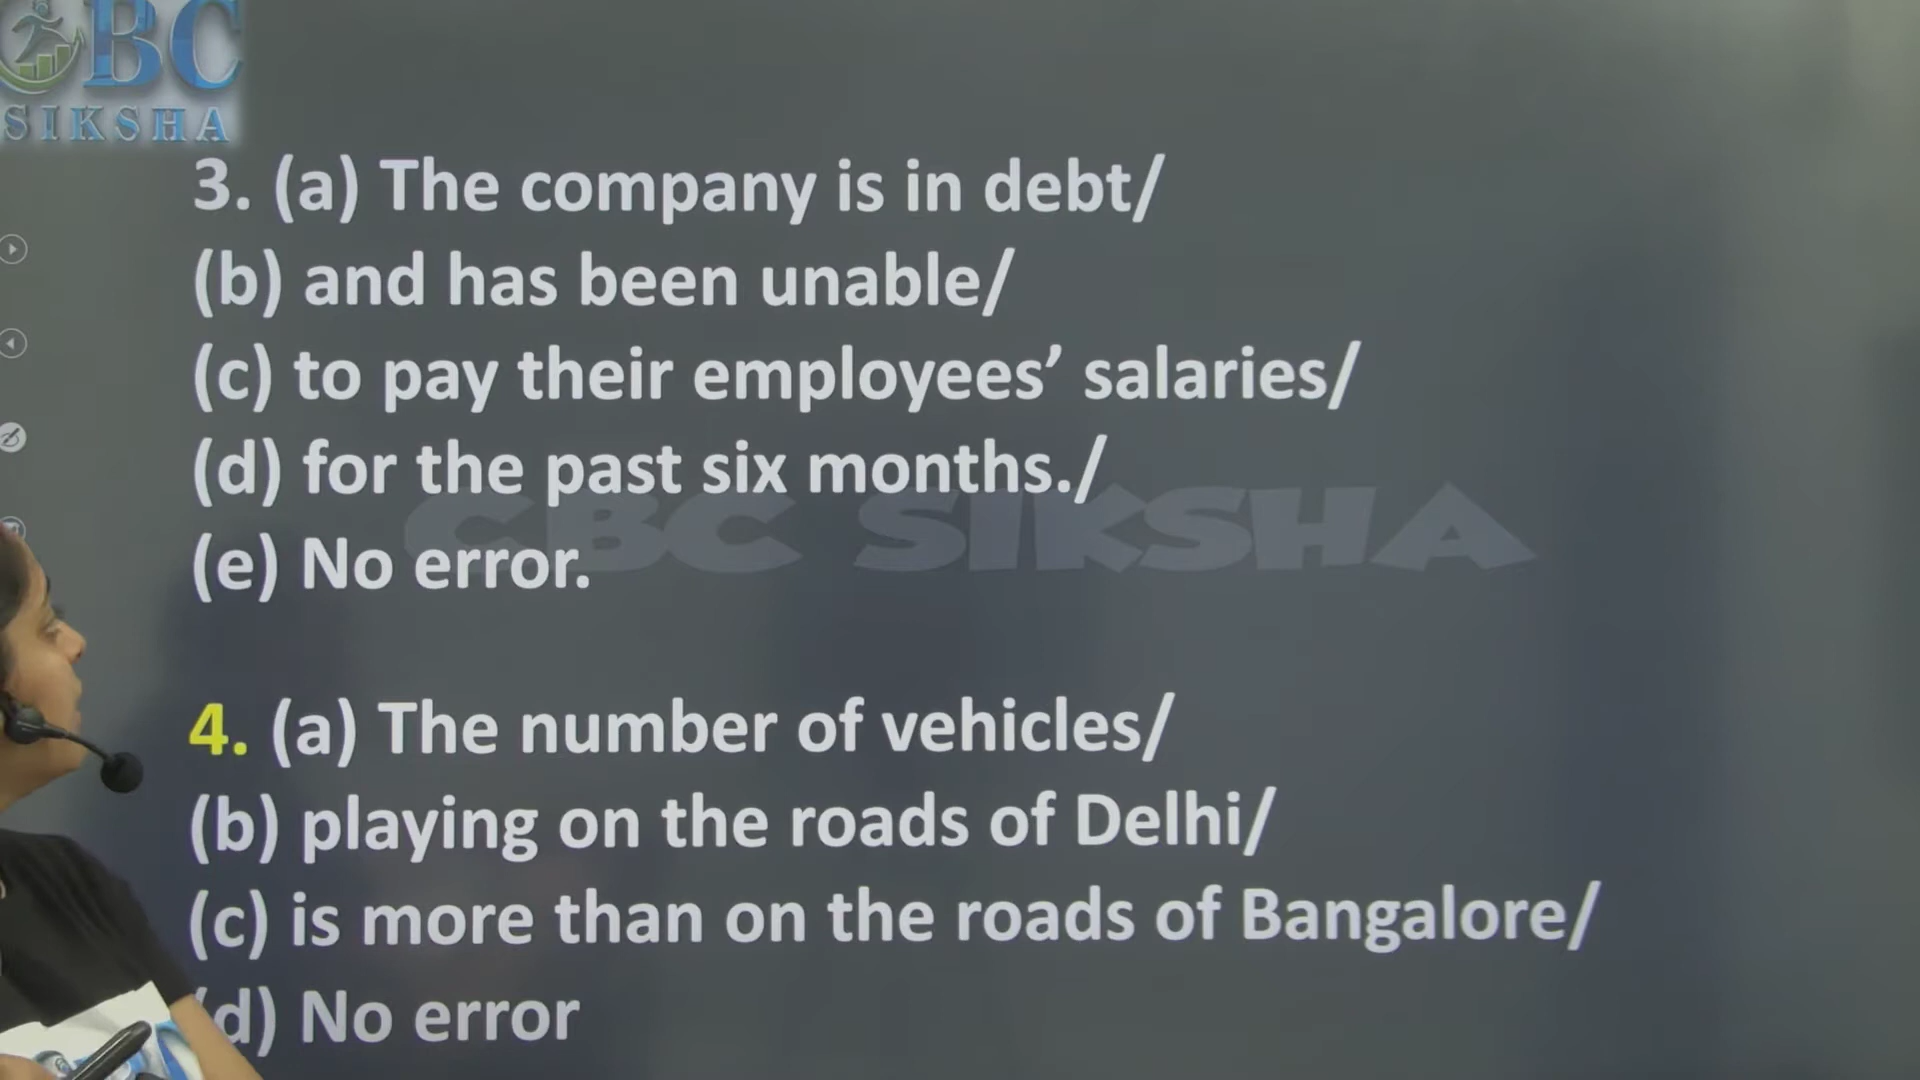 CBC
SIKSHA
3. (a) The company is in debt/
(b) and has been unable/
(c) to pay their employees’ salaries/
(d) for the past six months./
(e) No error.
CBC SIKSHA
4. (a) The number of vehicles/
(b) playing on the roads of Delhi/
(c) is more than on the roads of Bangalore/
(d) No error